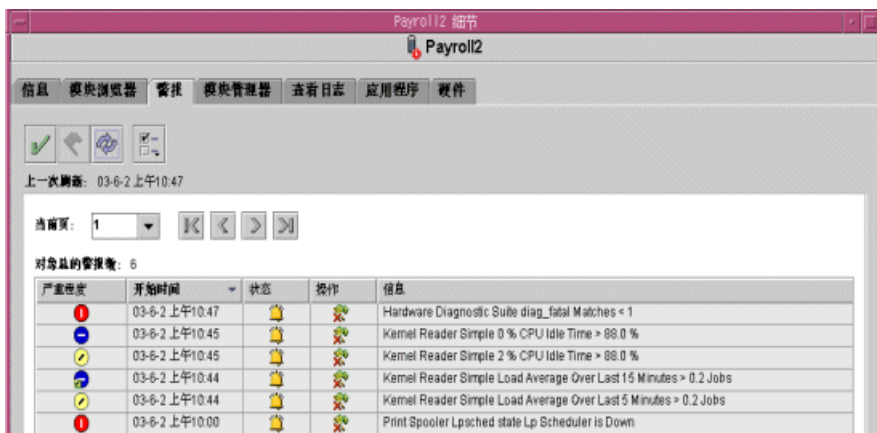 Payroll2 细节
Payroll2
信息 模块浏览器 警报 模块管理器 查看日志 应用程序 硬件
上一次刷新: 03-6-2 上午10:47
当前页: 1
对象总的警报数: 6
严重程度 开始时间 状态 操作 信息
03-6-2 上午10:47 Hardware Diagnostic Suite diag_fatal Matches < 1
03-6-2 上午10:45 Kernel Reader Simple 0 % CPU Idle Time > 88.0 %
03-6-2 上午10:45 Kernel Reader Simple 2 % CPU Idle Time > 88.0 %
03-6-2 上午10:44 Kernel Reader Simple Load Average Over Last 15 Minutes > 0.2 Jobs
03-6-2 上午10:44 Kernel Reader Simple Load Average Over Last 5 Minutes > 0.2 Jobs
03-6-2 上午10:00 Print Spooler Lpsched state Lp Scheduler is Down